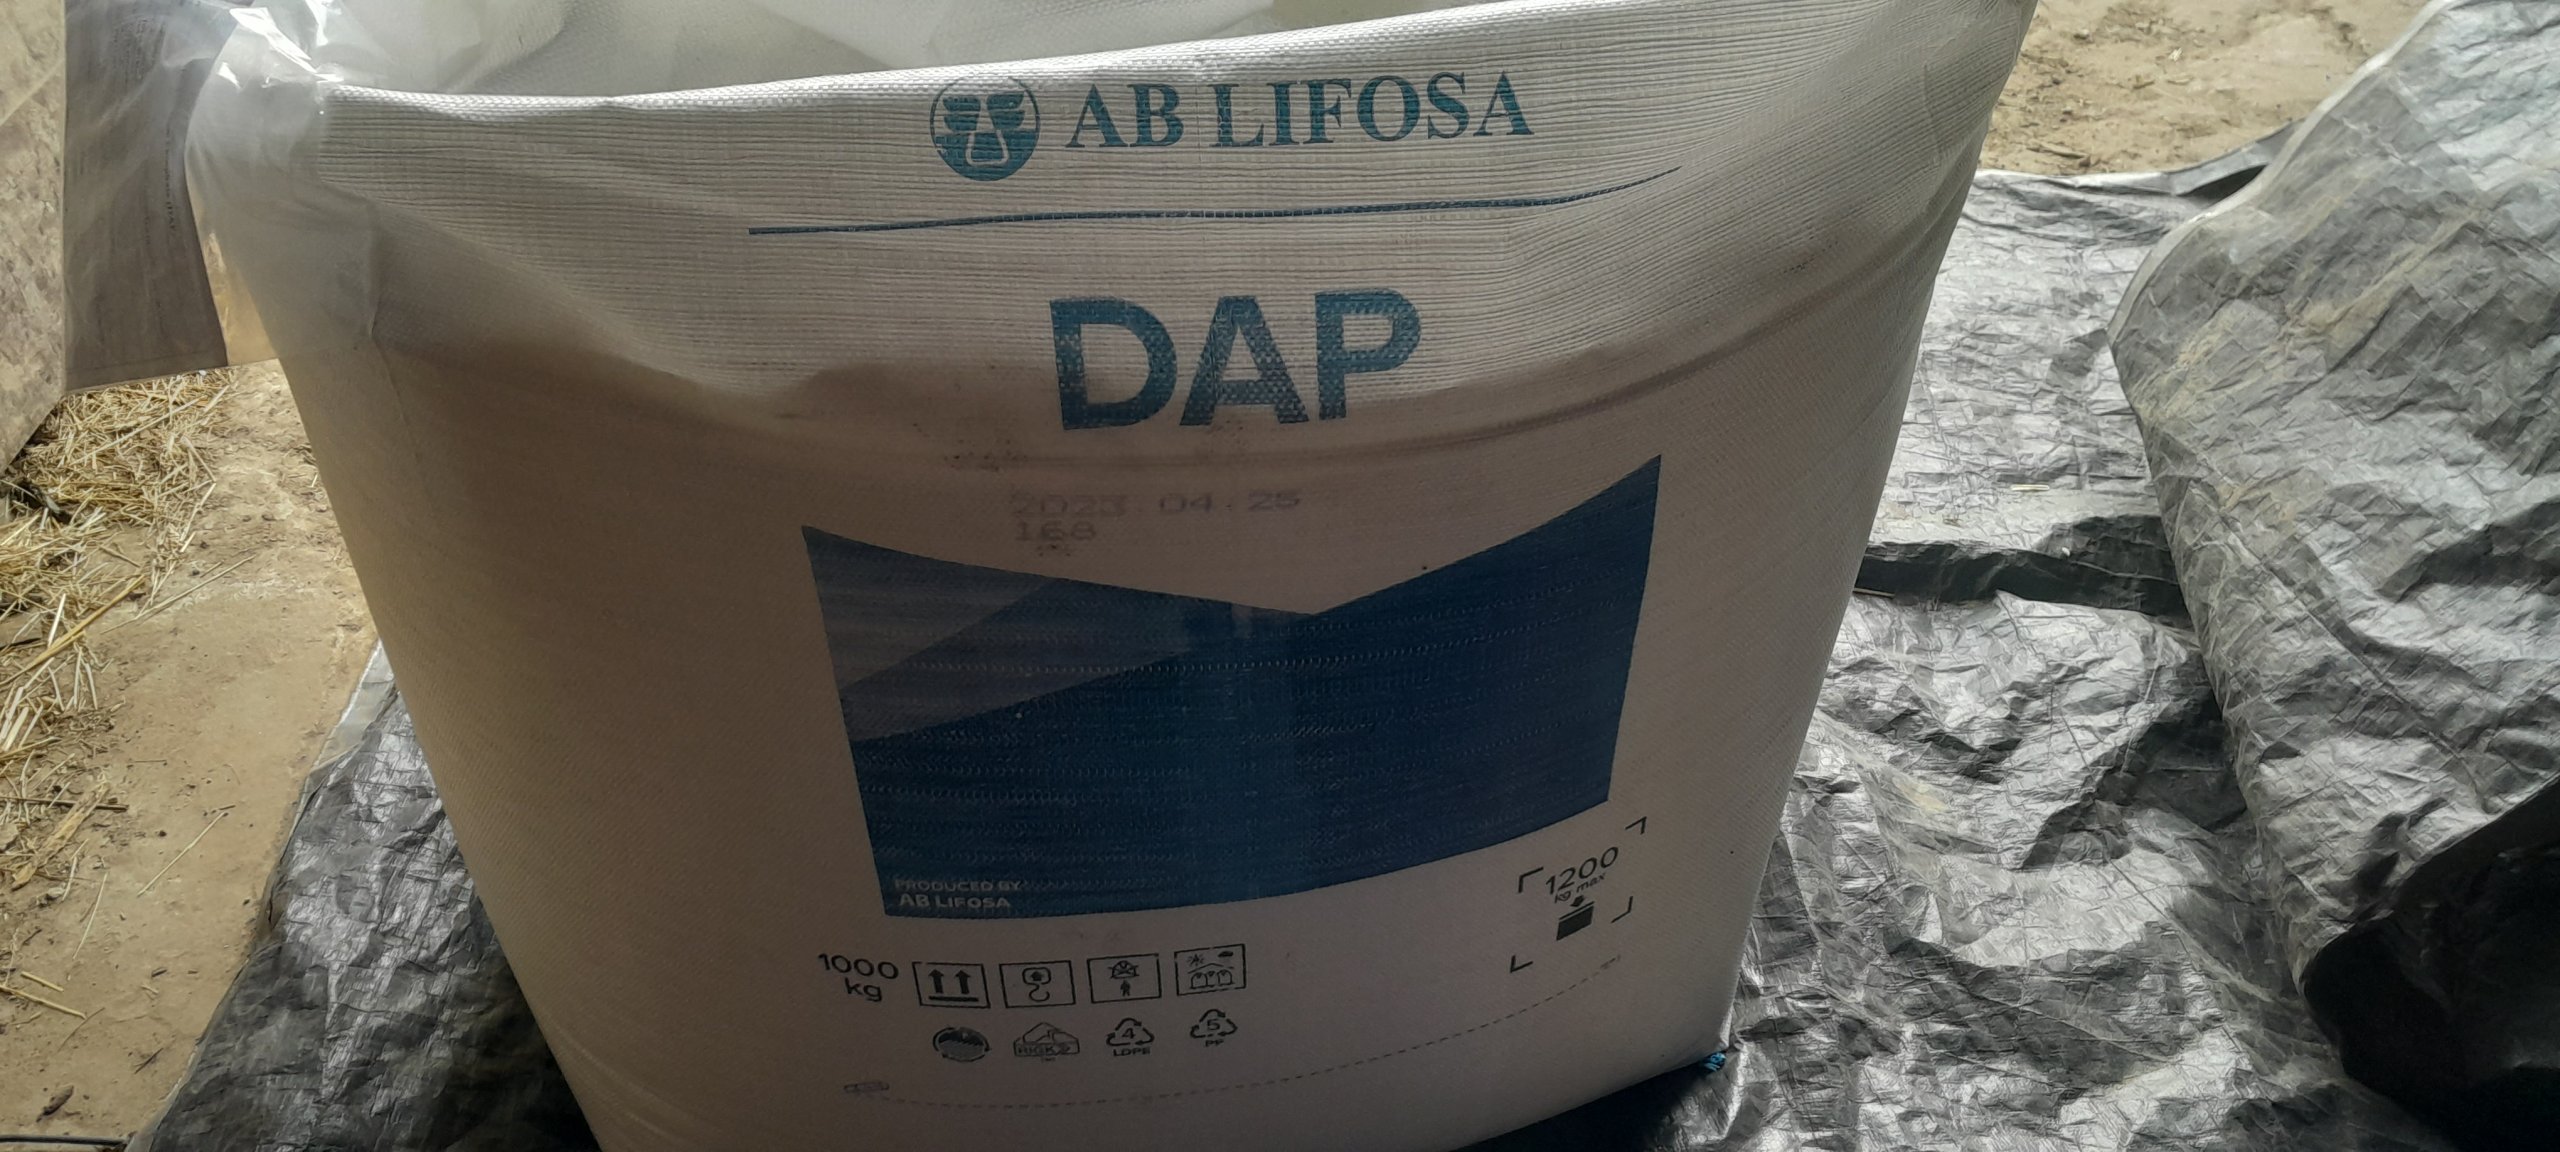 AB LIFOSA
DAP
2023.04.25
168
PRODUCED BY
AB LIFOSA
1200
kg max
1000
kg
4
LDPE
5
PP